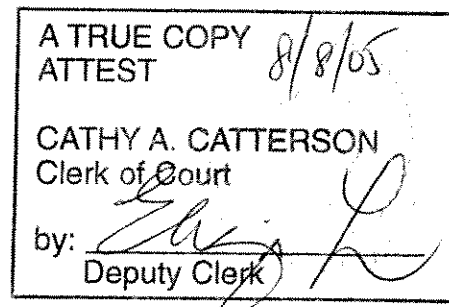 A TRUE COPY 8/8/05
ATTEST
CATHY A. CATTERSON
Clerk of Court
by:
Deputy Clerk